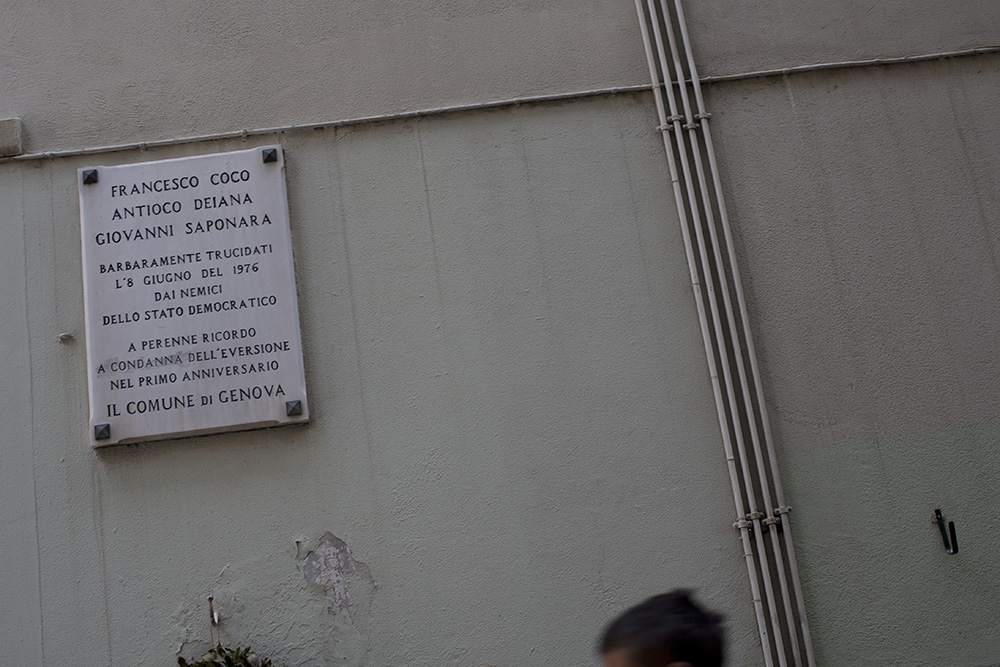 FRANCESCO COCO
ANTIOCO DEIANA
GIOVANNI SAPONARA
BARBARAMENTE TRUCIDATI
L'8 GIUGNO DEL 1976
DAI NEMICI
DELLO STATO DEMOCRATICO
A PERENNE RICORDO
A CONDANNA DELL'EVERSIONE
NEL PRIMO ANNIVERSARIO
IL COMUNE DI GENOVA